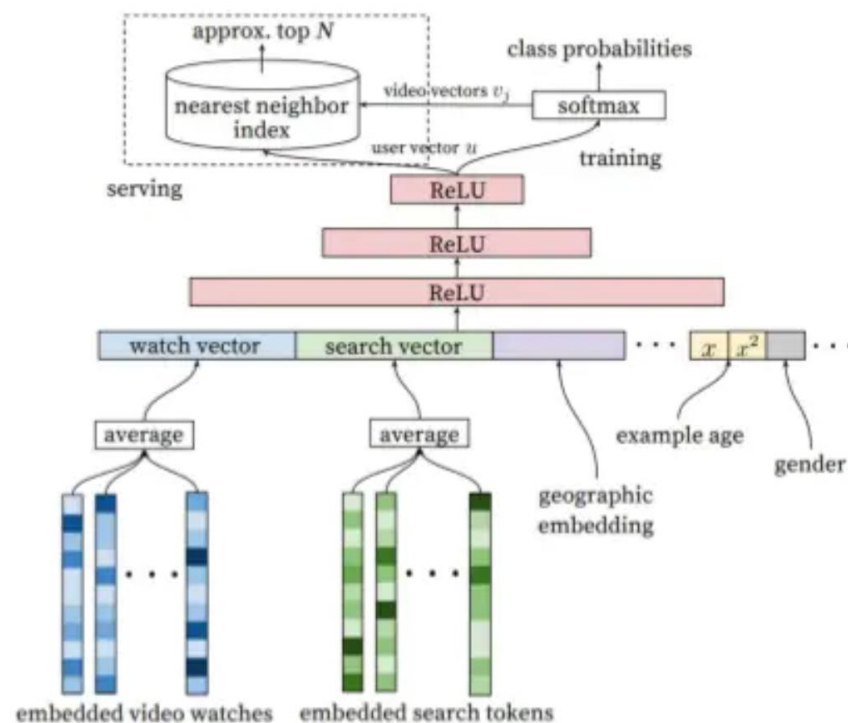 approx. top N
class probabilities
nearest neighbor
index
video vectors vⱼ
softmax
user vector u
training
serving
ReLU
ReLU
ReLU
watch vector
search vector
x
x²
average
average
example age
gender
geographic
embedding
embedded video watches
embedded search tokens